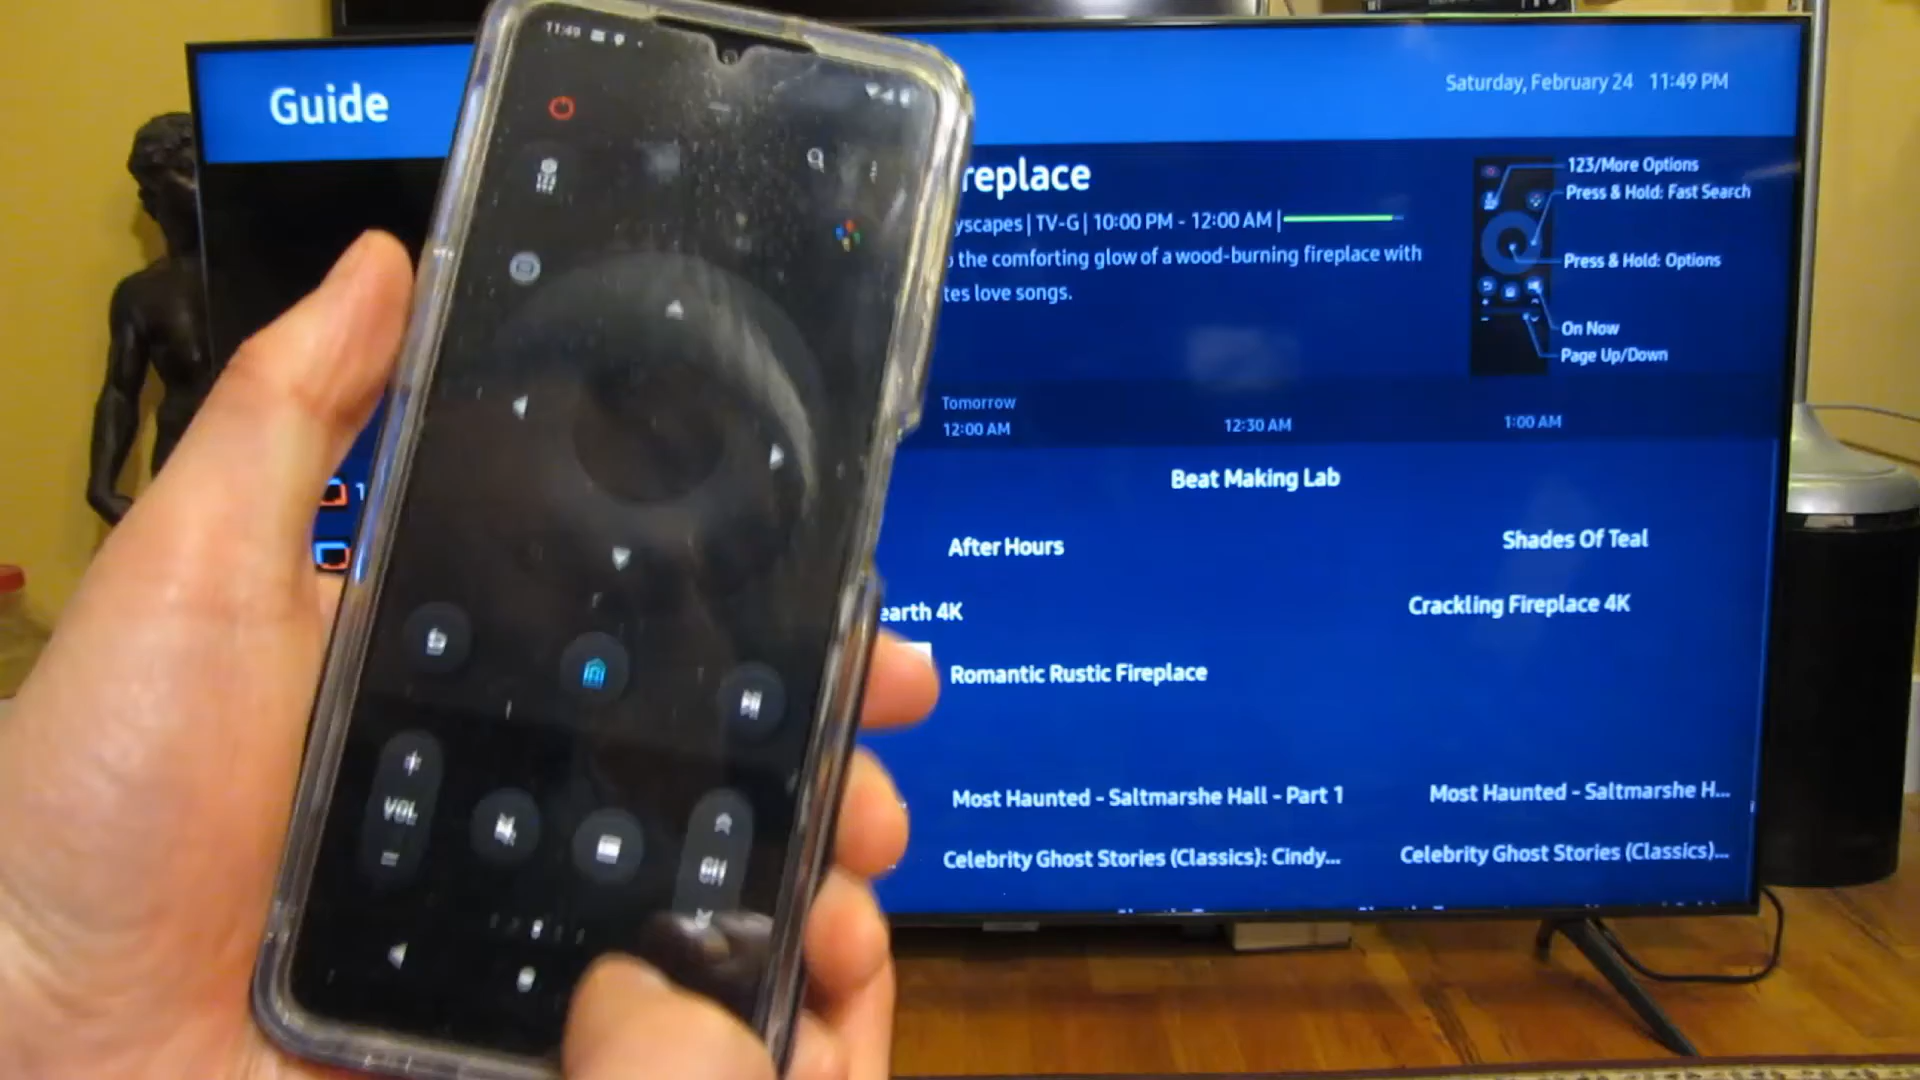 11:49
Guide
Saturday, February 24 11:49 PM
replace
yscapes | TV-G | 10:00 PM - 12:00 AM |
the comforting glow of a wood-burning fireplace with
tes love songs.
123/More Options
Press & Hold: Fast Search
Press & Hold: Options
On Now
Page Up/Down
Tomorrow
12:00 AM 12:30 AM 1:00 AM
1
Beat Making Lab
After Hours Shades Of Teal
earth 4K Crackling Fireplace 4K
Romantic Rustic Fireplace
Most Haunted - Saltmarshe Hall - Part 1 Most Haunted - Saltmarshe H...
Celebrity Ghost Stories (Classics): Cindy... Celebrity Ghost Stories (Classics)...
+
VOL
CH